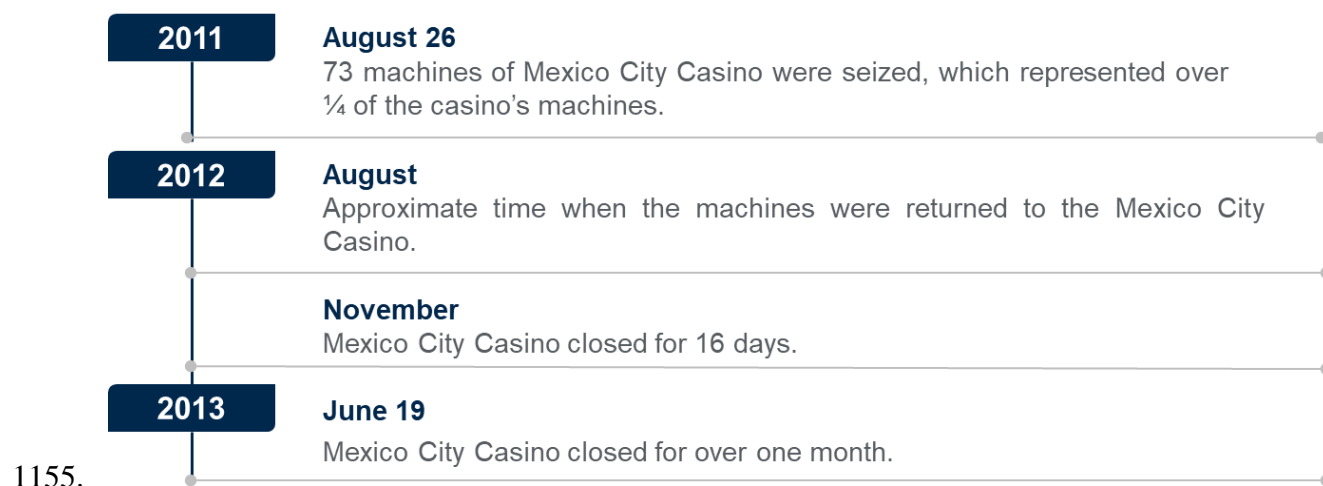 2011
August 26
73 machines of Mexico City Casino were seized, which represented over
¼ of the casino’s machines.
2012
August
Approximate time when the machines were returned to the Mexico City
Casino.
November
Mexico City Casino closed for 16 days.
2013
June 19
Mexico City Casino closed for over one month.
1155.